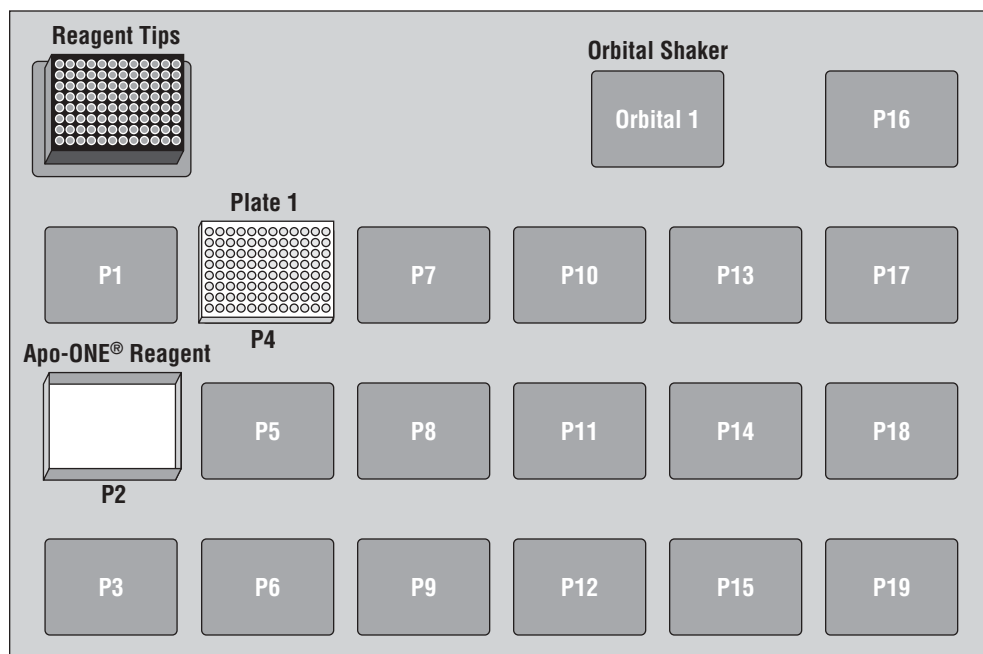 Reagent Tips
Orbital Shaker
Orbital 1
P16
Plate 1
P1
P7
P10
P13
P17
P4
Apo-ONE® Reagent
P5
P8
P11
P14
P18
P2
P3
P6
P9
P12
P15
P19